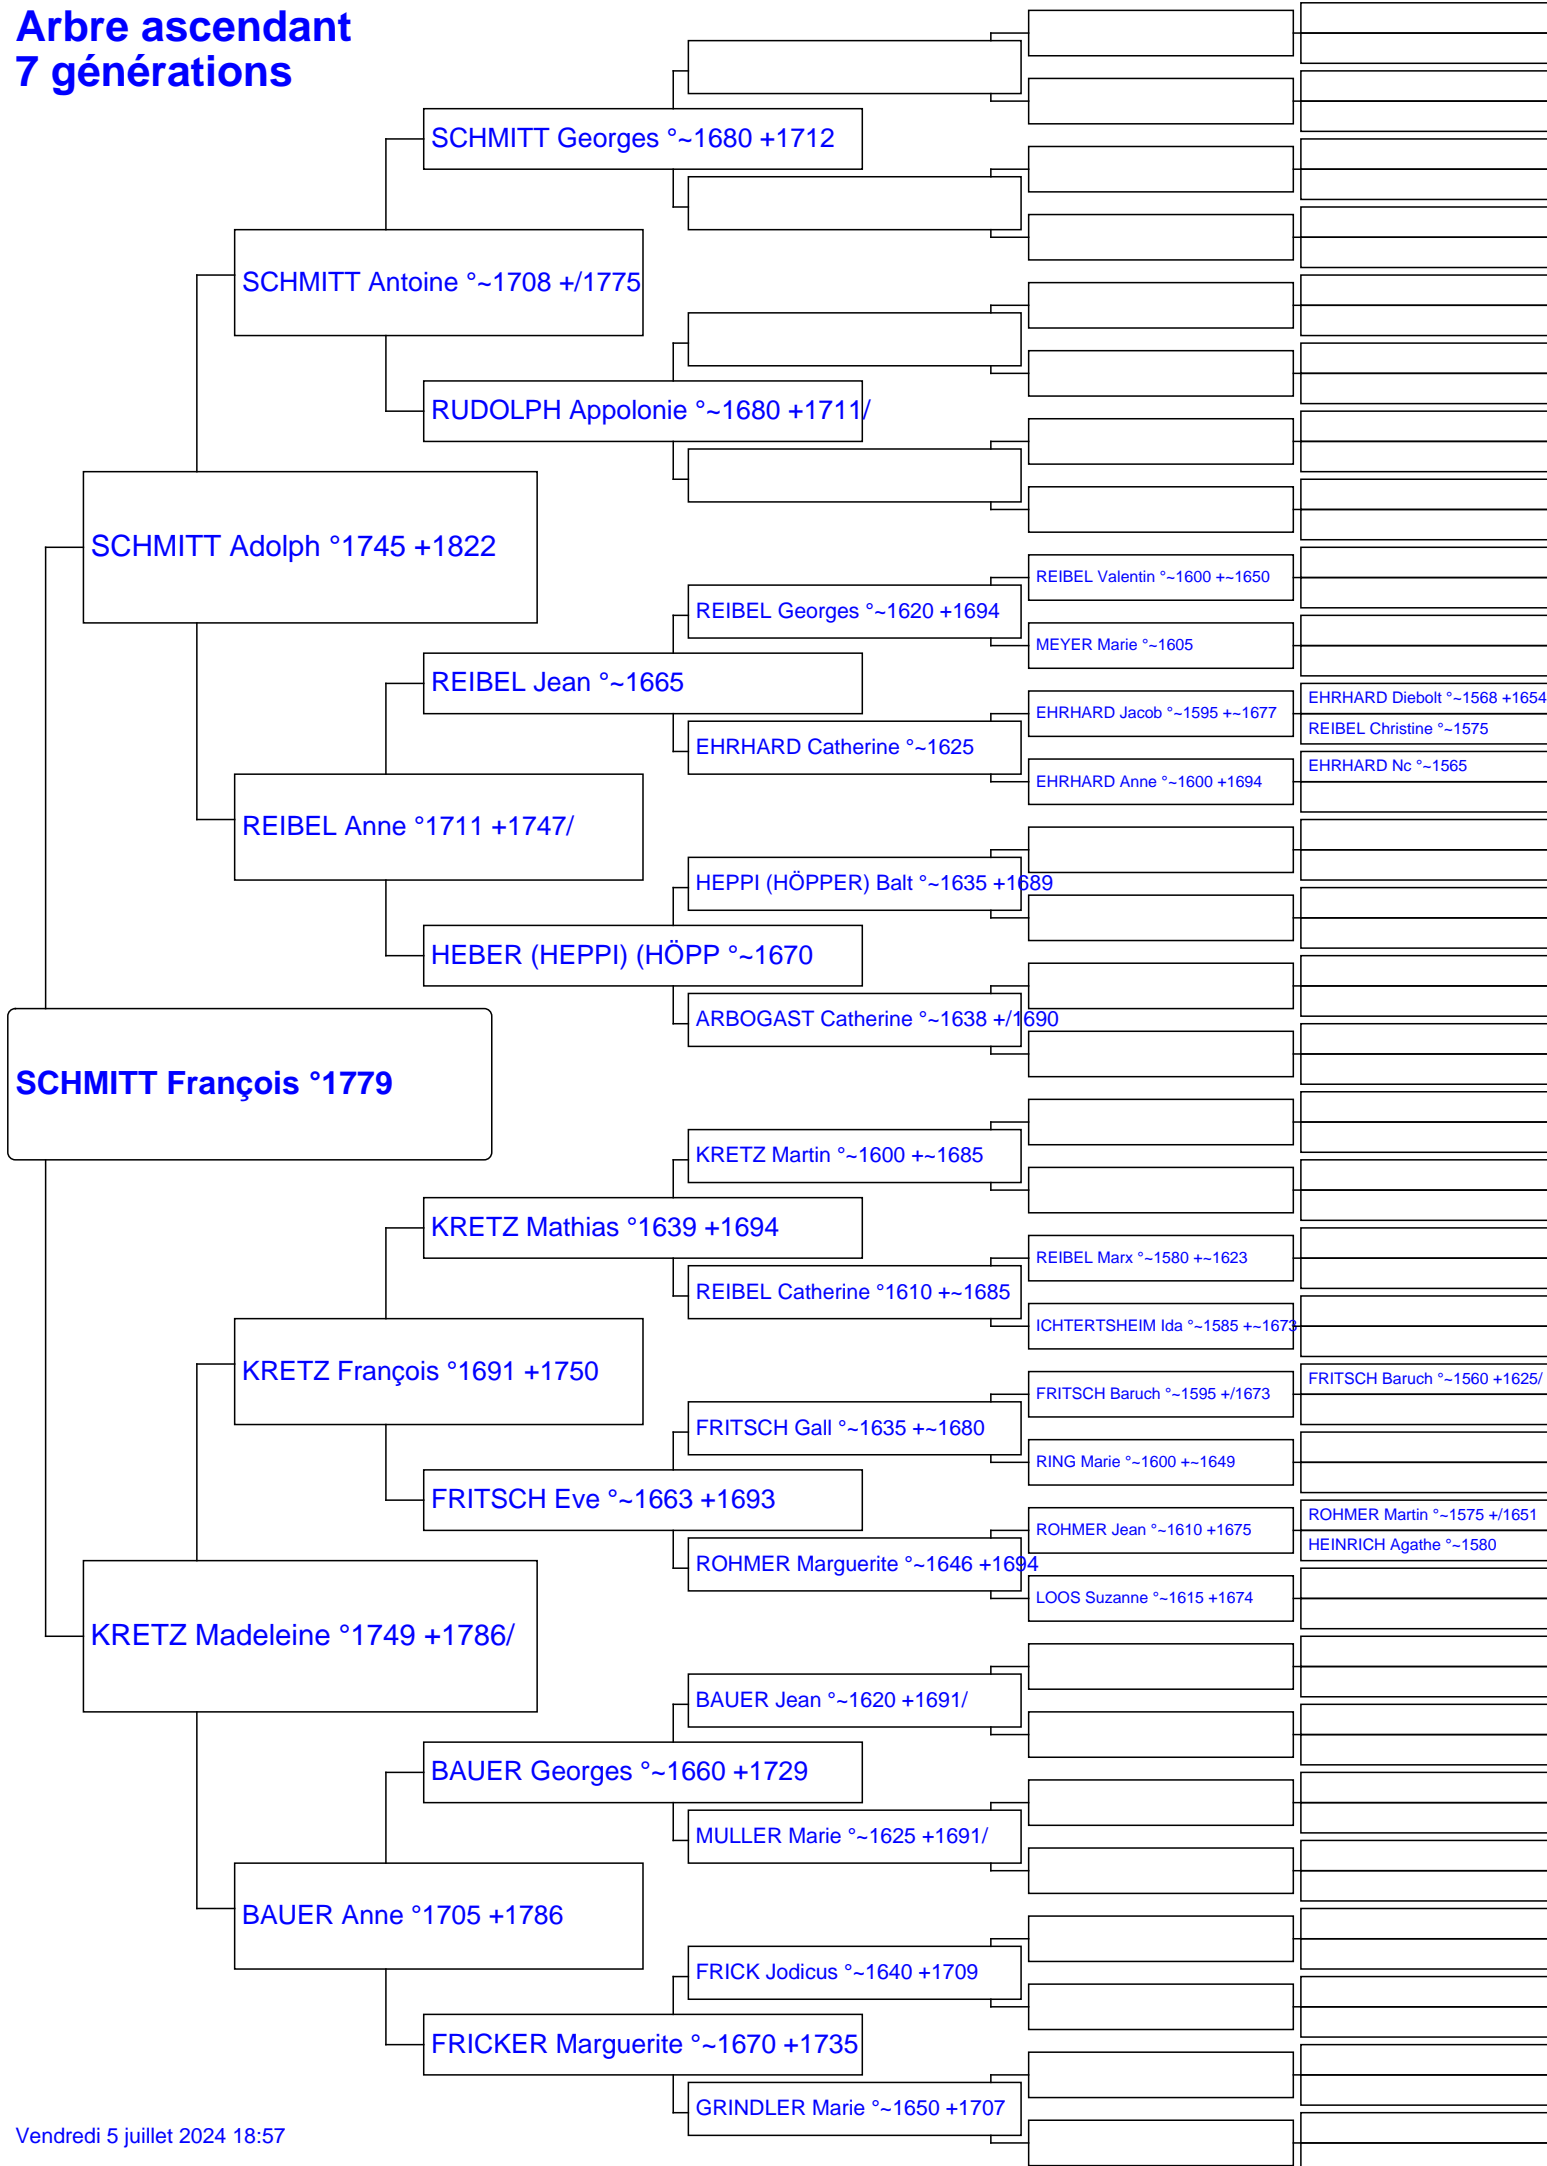 Arbre ascendant
7 générations
SCHMITT Georges °~1680 +1712
SCHMITT Antoine °~1708 +/1775
RUDOLPH Appolonie °~1680 +1711/
SCHMITT Adolph °1745 +1822
REIBEL Valentin °~1600 +~1650
REIBEL Georges °~1620 +1694
MEYER Marie °~1605
REIBEL Jean °~1665
EHRHARD Diebolt °~1568 +1654
EHRHARD Jacob °~1595 +~1677
REIBEL Christine °~1575
EHRHARD Catherine °~1625
EHRHARD Nc °~1565
EHRHARD Anne °~1600 +1694
REIBEL Anne °1711 +1747/
HEPPI (HÖPPER) Balt °~1635 +1689
HEBER (HEPPI) (HÖPP °~1670
ARBOGAST Catherine °~1638 +/1690
SCHMITT François °1779
KRETZ Martin °~1600 +~1685
KRETZ Mathias °1639 +1694
REIBEL Marx °~1580 +~1623
REIBEL Catherine °1610 +~1685
ICHTERTSHEIM Ida °~1585 +~1673
KRETZ François °1691 +1750
FRITSCH Baruch °~1560 +1625/
FRITSCH Baruch °~1595 +/1673
FRITSCH Gall °~1635 +~1680
RING Marie °~1600 +~1649
FRITSCH Eve °~1663 +1693
ROHMER Martin °~1575 +/1651
ROHMER Jean °~1610 +1675
HEINRICH Agathe °~1580
ROHMER Marguerite °~1646 +1694
LOOS Suzanne °~1615 +1674
KRETZ Madeleine °1749 +1786/
BAUER Jean °~1620 +1691/
BAUER Georges °~1660 +1729
MULLER Marie °~1625 +1691/
BAUER Anne °1705 +1786
FRICK Jodicus °~1640 +1709
FRICKER Marguerite °~1670 +1735
GRINDLER Marie °~1650 +1707
Vendredi 5 juillet 2024 18:57